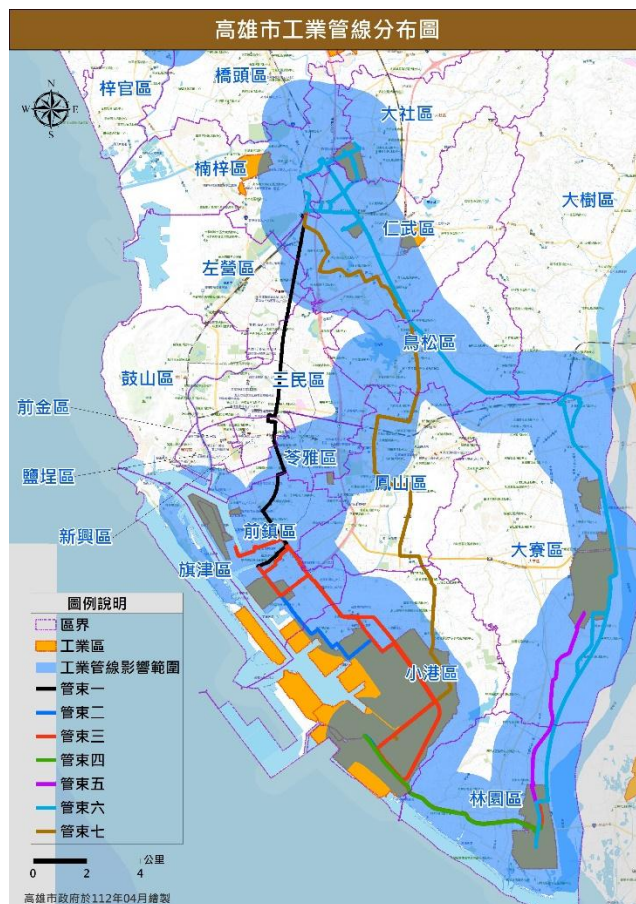 高雄市工業管線分布圖
橋頭區
梓官區
大社區
N
W
E
S
楠梓區
大樹區
仁武區
左營區
鳥松區
鼓山區
三民區
前金區
苓雅區
鹽埕區
鳳山區
新興區
前鎮區
大寮區
旗津區
小港區
林園區
圖例說明
區界
工業區
工業管線影響範圍
管束一
管束二
管束三
管束四
管束五
管束六
管束七
公里
0 2 4
高雄市政府於112年04月繪製